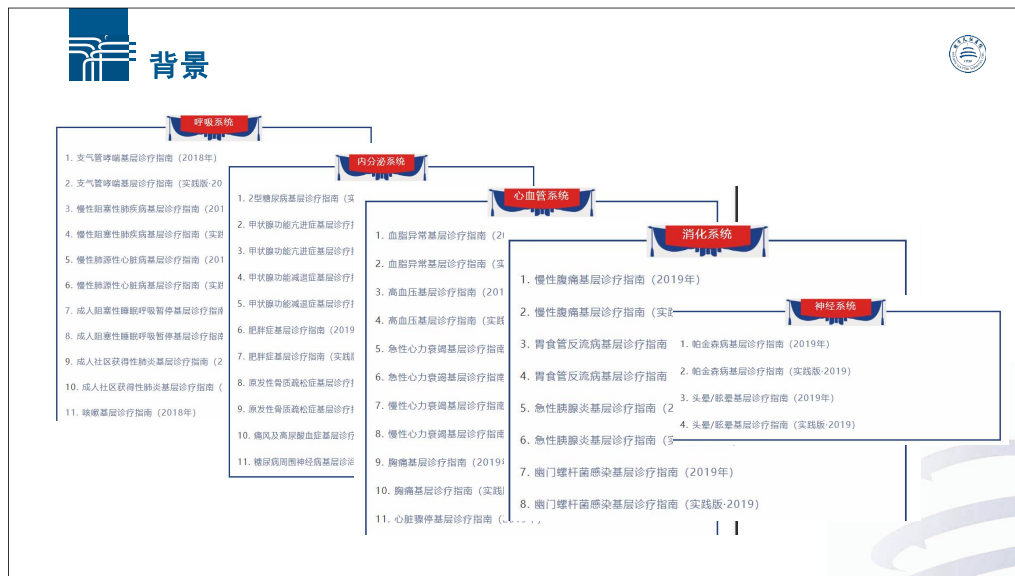 背景
呼吸系统
1. 支气管哮喘基层诊疗指南（2018年）
2. 支气管哮喘基层诊疗指南（实践版·20
3. 慢性阻塞性肺疾病基层诊疗指南（201
4. 慢性阻塞性肺疾病基层诊疗指南（实践
5. 慢性肺源性心脏病基层诊疗指南（201
6. 慢性肺源性心脏病基层诊疗指南（实践
7. 成人阻塞性睡眠呼吸暂停基层诊疗指南
8. 成人阻塞性睡眠呼吸暂停基层诊疗指南
9. 成人社区获得性肺炎基层诊疗指南（2
10. 成人社区获得性肺炎基层诊疗指南（
11. 咳嗽基层诊疗指南（2018年）
内分泌系统
1. 2型糖尿病基层诊疗指南（实
2. 甲状腺功能亢进症基层诊疗
3. 甲状腺功能亢进症基层诊疗
4. 甲状腺功能减退症基层诊疗
5. 甲状腺功能减退症基层诊疗
6. 肥胖症基层诊疗指南（2019
7. 肥胖症基层诊疗指南（实践
8. 原发性骨质疏松症基层诊疗
9. 原发性骨质疏松症基层诊疗
10. 痛风及高尿酸血症基层诊疗
11. 糖尿病周围神经病基层诊
心血管系统
1. 血脂异常基层诊疗指南（2
2. 血脂异常基层诊疗指南（实
3. 高血压基层诊疗指南（201
4. 高血压基层诊疗指南（实践
5. 急性心力衰竭基层诊疗指南
6. 急性心力衰竭基层诊疗指南
7. 慢性心力衰竭基层诊疗指南
8. 慢性心力衰竭基层诊疗指南
9. 胸痛基层诊疗指南（2019
10. 胸痛基层诊疗指南（实践
11. 心脏骤停基层诊疗指南（
消化系统
1. 慢性腹痛基层诊疗指南（2019年）
2. 慢性腹痛基层诊疗指南（实
3. 胃食管反流病基层诊疗指南
4. 胃食管反流病基层诊疗指南
5. 急性胰腺炎基层诊疗指南（2
6. 急性胰腺炎基层诊疗指南（实
7. 幽门螺杆菌感染基层诊疗指南（2019年）
8. 幽门螺杆菌感染基层诊疗指南（实践版·2019）
神经系统
1. 帕金森病基层诊疗指南（2019年）
2. 帕金森病基层诊疗指南（实践版·2019）
3. 头晕/眩晕基层诊疗指南（2019年）
4. 头晕/眩晕基层诊疗指南（实践版·2019）